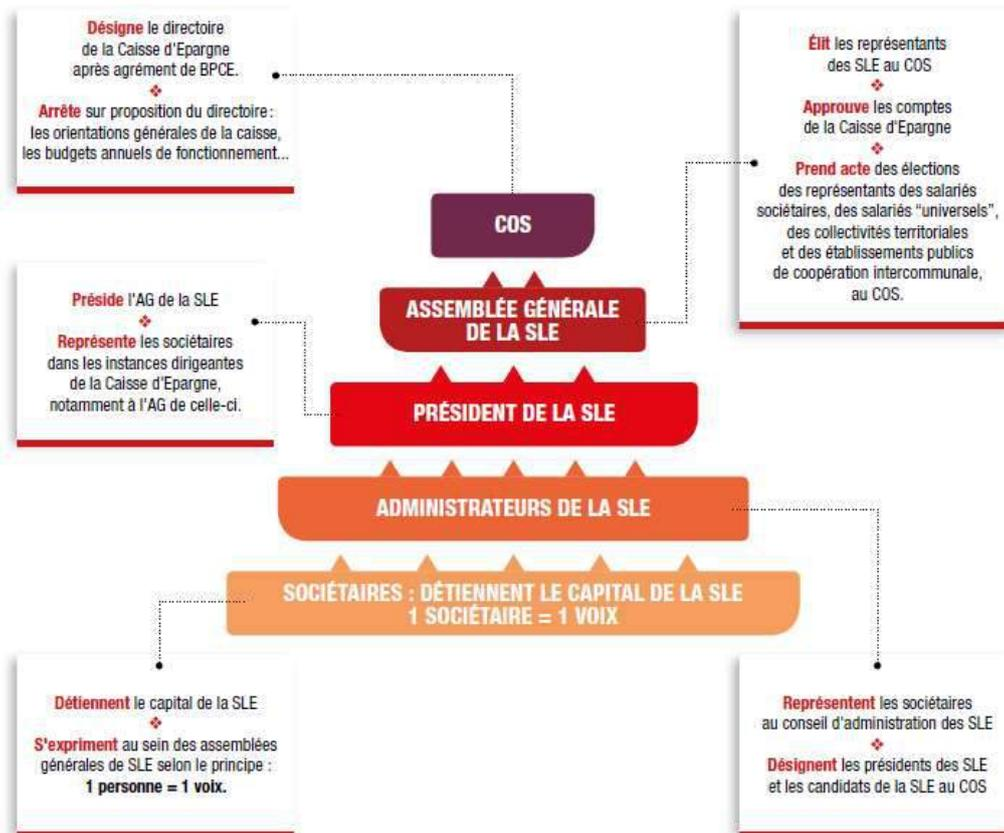 Désigne le directoire
de la Caisse d'Epargne
après agrément de BPCE.
Arrête sur proposition du directoire :
les orientations générales de la caisse,
les budgets annuels de fonctionnement...
Élit les représentants
des SLE au COS
Approuve les comptes
de la Caisse d'Epargne
Prend acte des élections
des représentants des salariés
sociétaires, des salariés “universels”,
des collectivités territoriales
et des établissements publics
de coopération intercommunale,
au COS.
COS
ASSEMBLÉE GÉNÉRALE
DE LA SLE
Préside l'AG de la SLE
Représente les sociétaires
dans les instances dirigeantes
de la Caisse d'Epargne,
notamment à l'AG de celle-ci.
PRÉSIDENT DE LA SLE
ADMINISTRATEURS DE LA SLE
SOCIÉTAIRES : DÉTIENNENT LE CAPITAL DE LA SLE
1 SOCIÉTAIRE = 1 VOIX
Détiennent le capital de la SLE
S'expriment au sein des assemblées
générales de SLE selon le principe :
1 personne = 1 voix.
Représentent les sociétaires
au conseil d'administration des SLE
Désignent les présidents des SLE
et les candidats de la SLE au COS